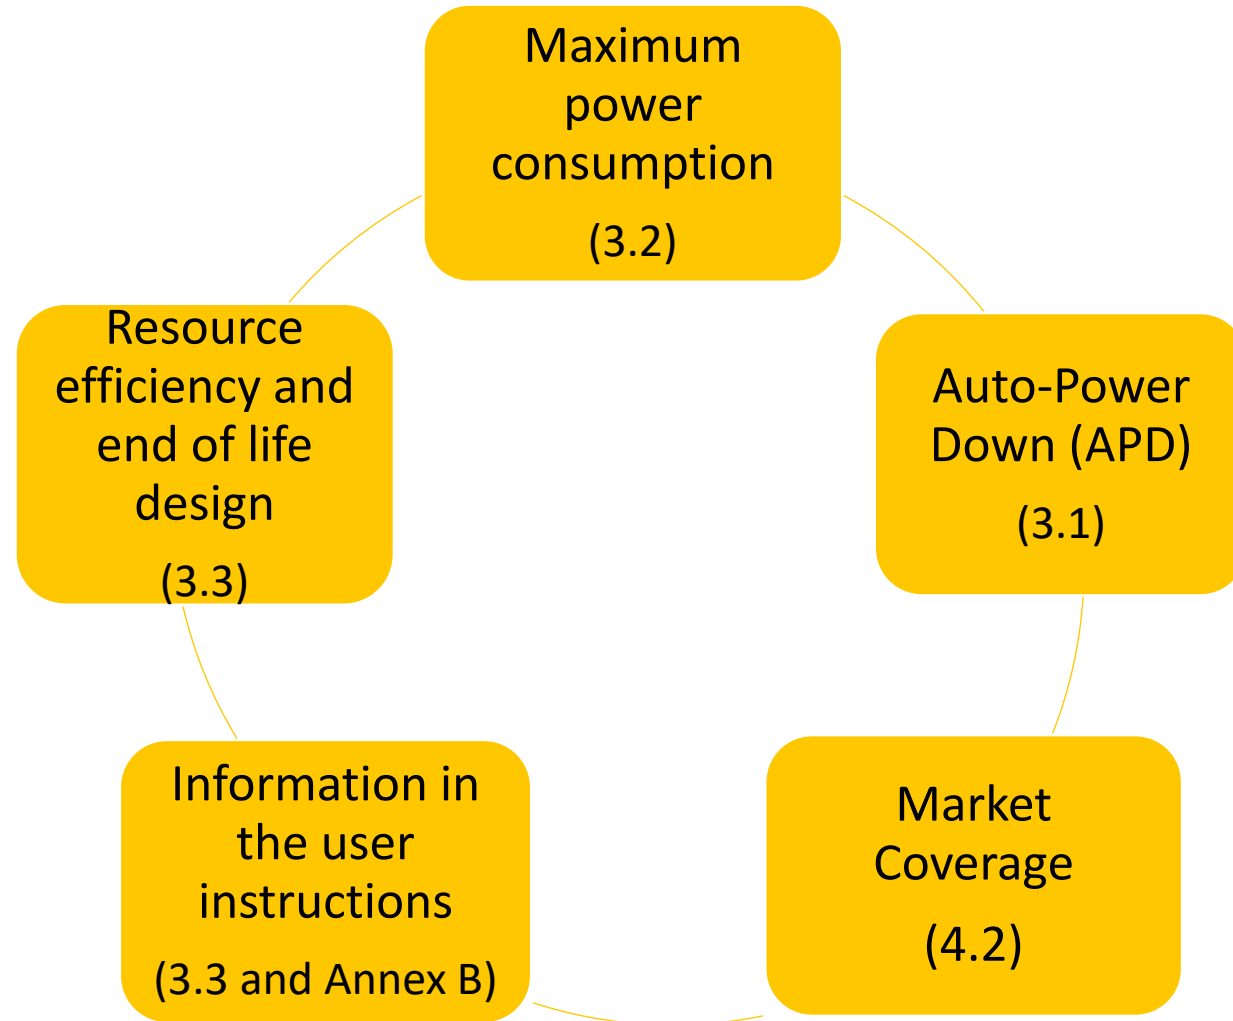 Maximum
power
consumption
(3.2)
Auto-Power
Down (APD)
(3.1)
Market
Coverage
(4.2)
Information in
the user
instructions
(3.3 and Annex B)
Resource
efficiency and
end of life
design
(3.3)